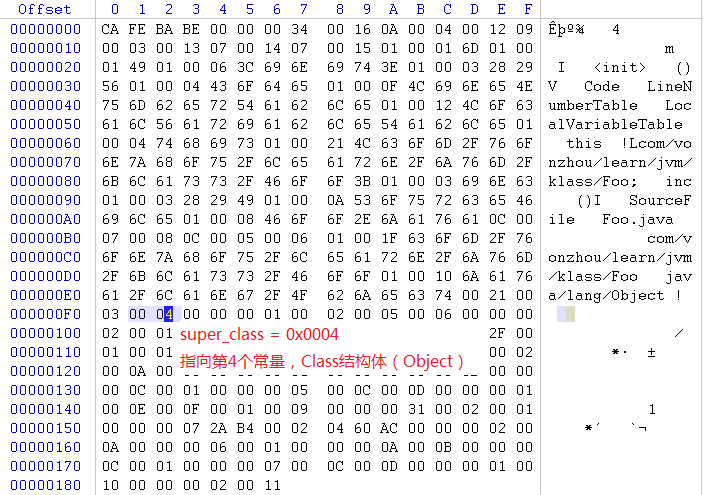 Offset 0 1 2 3 4 5 6 7 8 9 A B C D E F
00000000 CA FE BA BE 00 00 00 34 00 16 0A 00 04 00 12 09 Êþº¾ 4
00000010 00 03 00 13 07 00 14 07 00 15 01 00 01 6D 01 00 m
00000020 01 49 01 00 06 3C 69 6E 69 74 3E 01 00 03 28 29 I <init> ()
00000030 56 01 00 04 43 6F 64 65 01 00 0F 4C 69 6E 65 4E V Code LineN
00000040 75 6D 62 65 72 54 61 62 6C 65 01 00 12 4C 6F 63 umberTable Loc
00000050 61 6C 56 61 72 69 61 62 6C 65 54 61 62 6C 65 01 alVariableTable
00000060 00 04 74 68 69 73 01 00 21 4C 63 6F 6D 2F 76 6F this !Lcom/vo
00000070 6E 7A 68 6F 75 2F 6C 65 61 72 6E 2F 6A 76 6D 2F nzhou/learn/jvm/
00000080 6B 6C 61 73 73 2F 46 6F 6F 3B 01 00 03 69 6E 63 klass/Foo; inc
00000090 01 00 03 28 29 49 01 00 0A 53 6F 75 72 63 65 46 ()I SourceF
000000A0 69 6C 65 01 00 08 46 6F 6F 2E 6A 61 76 61 0C 00 ile Foo.java
000000B0 07 00 08 0C 00 05 00 06 01 00 1F 63 6F 6D 2F 76 com/v
000000C0 6F 6E 7A 68 6F 75 2F 6C 65 61 72 6E 2F 6A 76 6D onzhou/learn/jvm
000000D0 2F 6B 6C 61 73 73 2F 46 6F 6F 01 00 10 6A 61 76 /klass/Foo jav
000000E0 61 2F 6C 61 6E 67 2F 4F 62 6A 65 63 74 00 21 00 a/lang/Object !
000000F0 03 00 04 00 00 00 01 00 02 00 05 00 06 00 00 00
00000100 02 00 01 2F 00 /
super_class = 0x0004
00000110 01 00 01 00 02 *· ±
指向第4个常量，Class结构体（Object）
00000120 00 0A 00 00 00
00000130 00 0C 00 01 00 00 00 05 00 0C 00 0D 00 00 00 01
00000140 00 0E 00 0F 00 01 00 09 00 00 00 31 00 02 00 01 1
00000150 00 00 00 07 2A B4 00 02 04 60 AC 00 00 00 02 00 *´ `¬
00000160 0A 00 00 00 06 00 01 00 00 00 0A 00 0B 00 00 00
00000170 0C 00 01 00 00 00 07 00 0C 00 0D 00 00 01 00
00000180 10 00 00 00 02 00 11